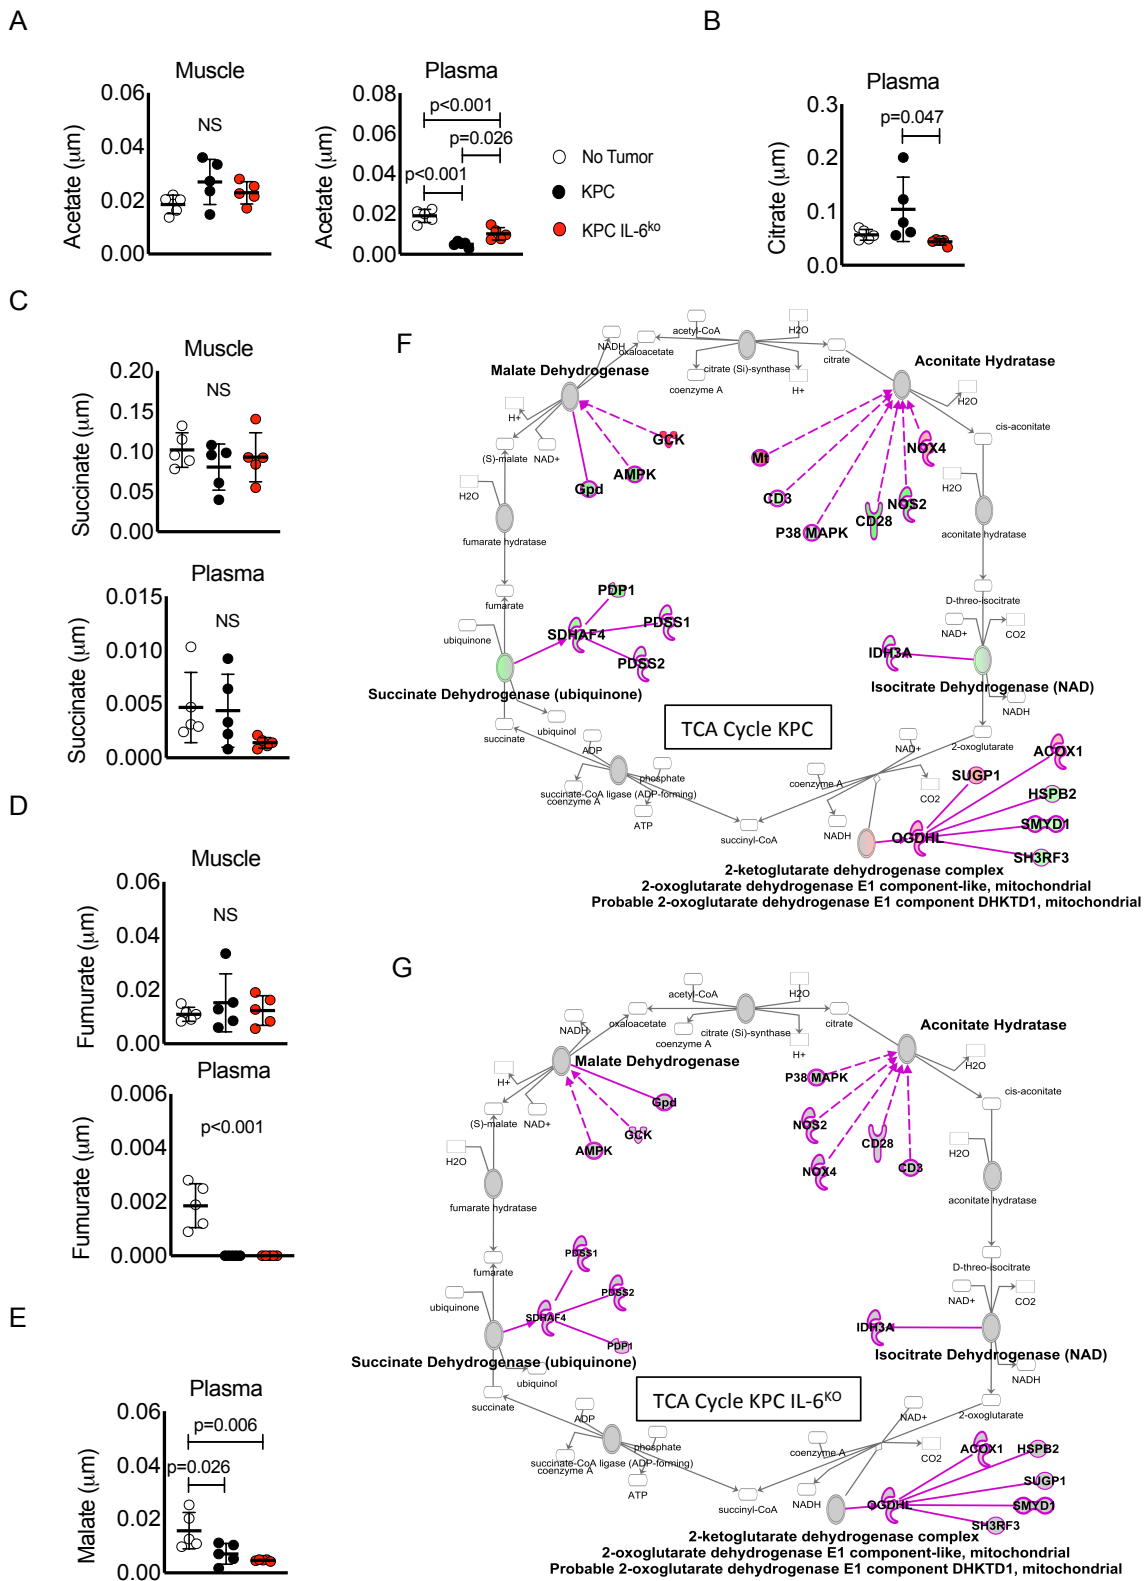 A
Muscle
Acetate (μm)
0.06
0.04
0.02
0.00
NS
Plasma
Acetate (μm)
0.08
0.06
0.04
0.02
0.00
p<0.001
p=0.026
p<0.001
No Tumor
KPC
KPC IL-6ko
B
Plasma
Citrate (μm)
0.3
0.2
0.1
0.0
p=0.047
C
Muscle
Succinate (μm)
0.20
0.15
0.10
0.05
0.00
NS
Plasma
Succinate (μm)
0.015
0.010
0.005
0.000
NS
D
Muscle
Fumurate (μm)
0.06
0.04
0.02
0.00
NS
Plasma
Fumurate (μm)
0.006
0.004
0.002
0.000
p<0.001
E
Plasma
Malate (μm)
0.06
0.04
0.02
0.00
p=0.006
p=0.026
F
acetyl-CoA
H2O
NADH
oxaloacetate
citrate (Si)-synthase
citrate
coenzyme A
H+
Malate Dehydrogenase
Aconitate Hydratase
H+
(S)-malate
NAD+
GCK
AMPK
Gpd
H2O
cis-aconitate
NOX4
Mt
CD3
NOS2
CD28
P38 MAPK
H2O
H2O
fumarate hydratase
aconitate hydratase
fumarate
D-threo-isocitrate
PDP1
SDHAF4
PDSS1
PDSS2
ubiquinone
NAD+
CO2
IDH3A
Succinate Dehydrogenase (ubiquinone)
Isocitrate Dehydrogenase (NAD)
NADH
succinate
ubiquinol
TCA Cycle KPC
2-oxoglutarate
ADP
phosphate
succinate-CoA ligase (ADP-forming)
coenzyme A
ATP
succinyl-CoA
coenzyme A
NAD+
CO2
NADH
SUGP1
ACOX1
HSPB2
SMYD1
OGDHL
SH3RF3
2-ketoglutarate dehydrogenase complex
2-oxoglutarate dehydrogenase E1 component-like, mitochondrial
Probable 2-oxoglutarate dehydrogenase E1 component DHKTD1, mitochondrial
G
acetyl-CoA
H2O
NADH
oxaloacetate
citrate (Si)-synthase
citrate
coenzyme A
H+
Malate Dehydrogenase
Aconitate Hydratase
H+
(S)-malate
NAD+
Gpd
GCK
AMPK
H2O
cis-aconitate
P38 MAPK
NOS2
CD28
NOX4
CD3
H2O
H2O
fumarate hydratase
aconitate hydratase
fumarate
D-threo-isocitrate
PDSS1
PDSS2
SDHAF4
PDP1
ubiquinone
NAD+
CO2
IDH3A
Succinate Dehydrogenase (ubiquinone)
Isocitrate Dehydrogenase (NAD)
NADH
ubiquinol
succinate
TCA Cycle KPC IL-6KO
2-oxoglutarate
ADP
phosphate
succinate-CoA ligase (ADP-forming)
coenzyme A
ATP
succinyl-CoA
coenzyme A
NAD+
CO2
NADH
ACOX1
HSPB2
SUGP1
OGDHL
SMYD1
SH3RF3
2-ketoglutarate dehydrogenase complex
2-oxoglutarate dehydrogenase E1 component-like, mitochondrial
Probable 2-oxoglutarate dehydrogenase E1 component DHKTD1, mitochondrial